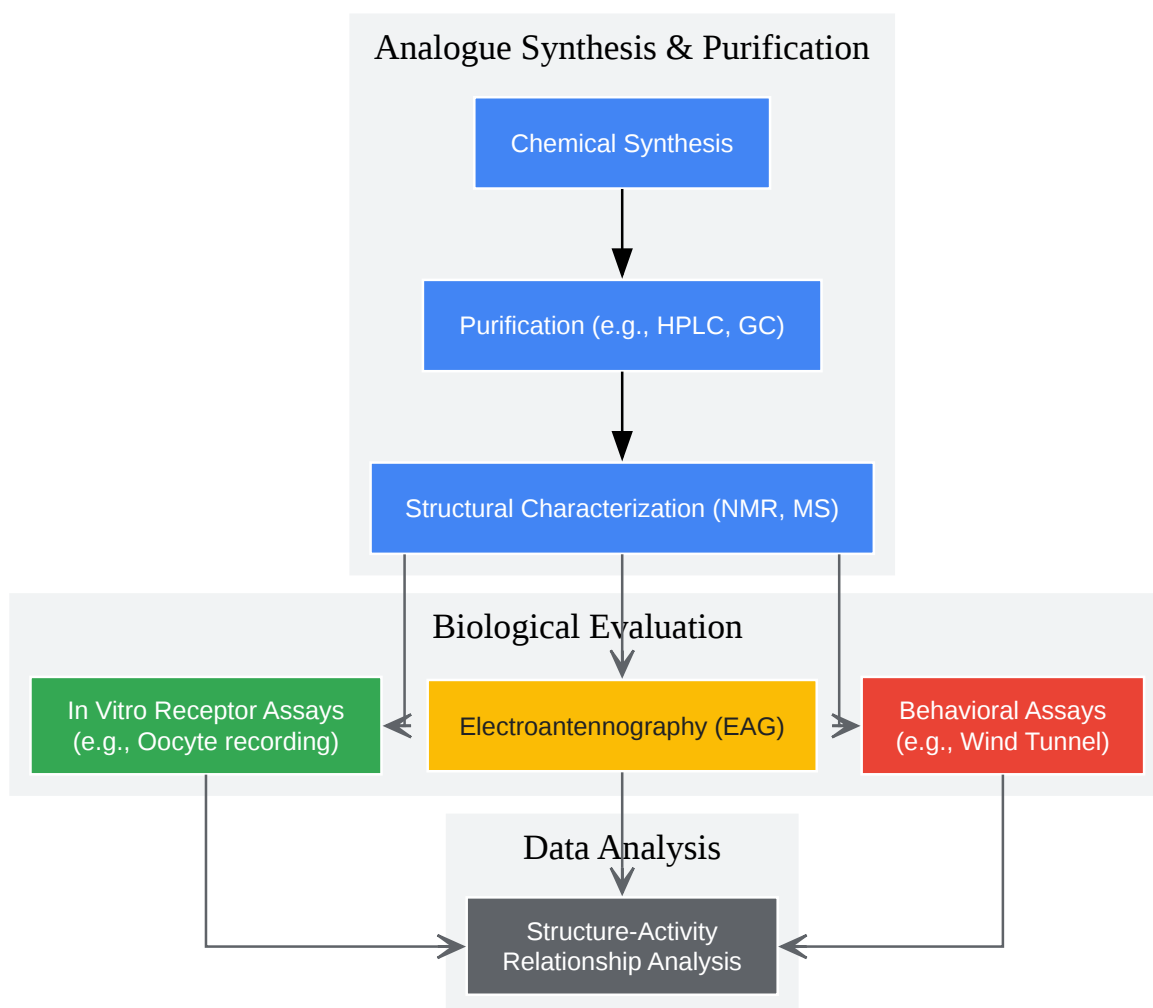 Analogue Synthesis & Purification
Chemical Synthesis
Purification (e.g., HPLC, GC)
Structural Characterization (NMR, MS)
Biological Evaluation
In Vitro Receptor Assays
(e.g., Oocyte recording)
Electroantennography (EAG)
Behavioral Assays
(e.g., Wind Tunnel)
Data Analysis
Structure-Activity
Relationship Analysis